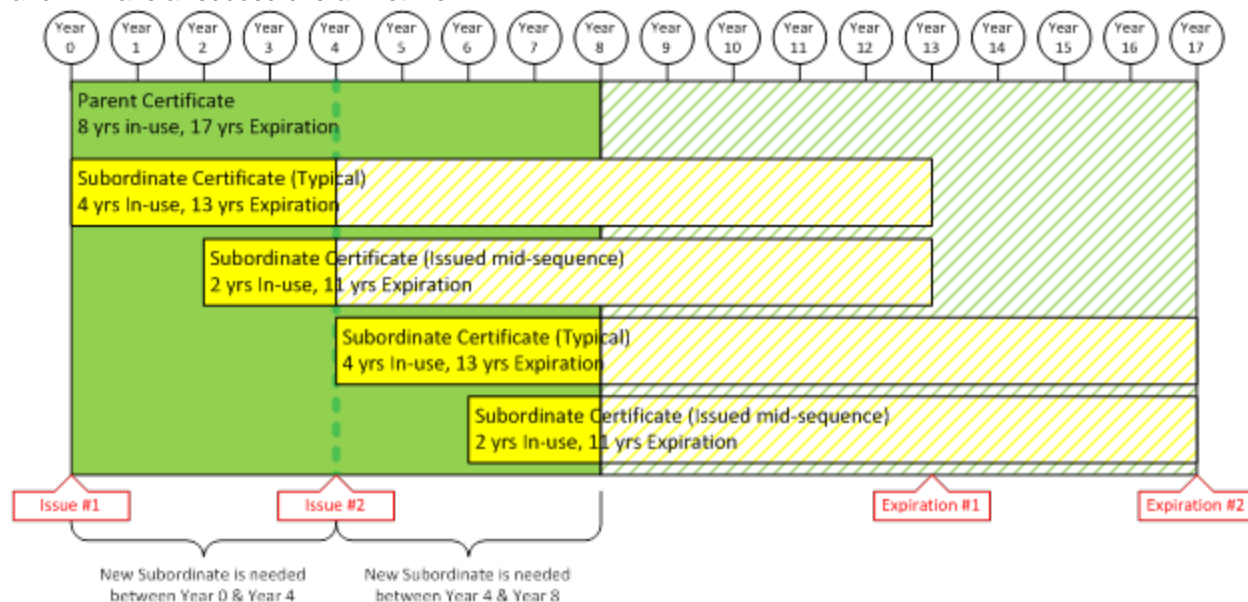 Year 0
Year 1
Year 2
Year 3
Year 4
Year 5
Year 6
Year 7
Year 8
Year 9
Year 10
Year 11
Year 12
Year 13
Year 14
Year 15
Year 16
Year 17
Parent Certificate
8 yrs in-use, 17 yrs Expiration
Subordinate Certificate (Typical)
4 yrs In-use, 13 yrs Expiration
Subordinate Certificate (Issued mid-sequence)
2 yrs In-use, 11 yrs Expiration
Subordinate Certificate (Typical)
4 yrs In-use, 13 yrs Expiration
Subordinate Certificate (Issued mid-sequence)
2 yrs In-use, 11 yrs Expiration
Issue #1
Issue #2
Expiration #1
Expiration #2
New Subordinate is needed
between Year 0 & Year 4
New Subordinate is needed
between Year 4 & Year 8